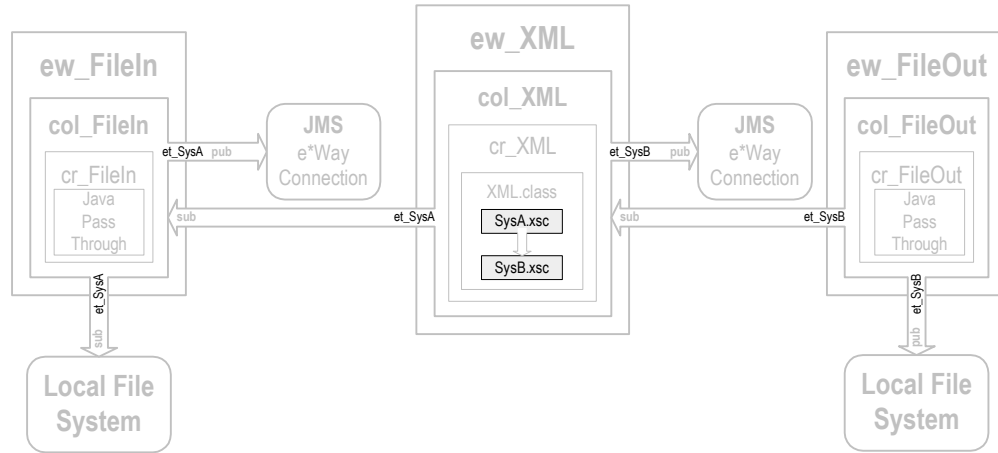 ew_FileIn
col_FileIn
cr_FileIn
Java
Pass
Through
et_SysA pub
JMS
e*Way
Connection
sub et_SysA
et_SysA
sub
Local File
System
ew_XML
col_XML
cr_XML
XML.class
SysA.xsc
SysB.xsc
et_SysB pub
JMS
e*Way
Connection
sub et_SysB
ew_FileOut
col_FileOut
cr_FileOut
Java
Pass
Through
et_SysB
pub
Local File
System